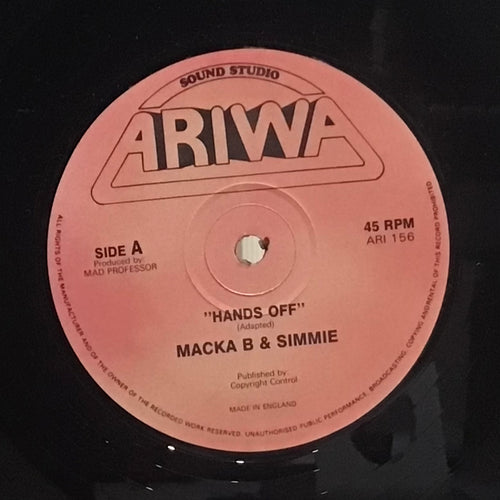 SOUND STUDIO
ARIWA
SIDE A
Produced by:
MAD PROFESSOR
45 RPM
ARI 156
"HANDS OFF"
(Adapted)
MACKA B & SIMMIE
Published by:
Copyright Control
MADE IN ENGLAND
ALL RIGHTS OF THE MANUFACTURER AND OF THE OWNER OF THE RECORDED WORK RESERVED. UNAUTHORISED PUBLIC PERFORMANCE, BROADCASTING, COPYING AND RENTAL OF THIS RECORD PROHIBITED